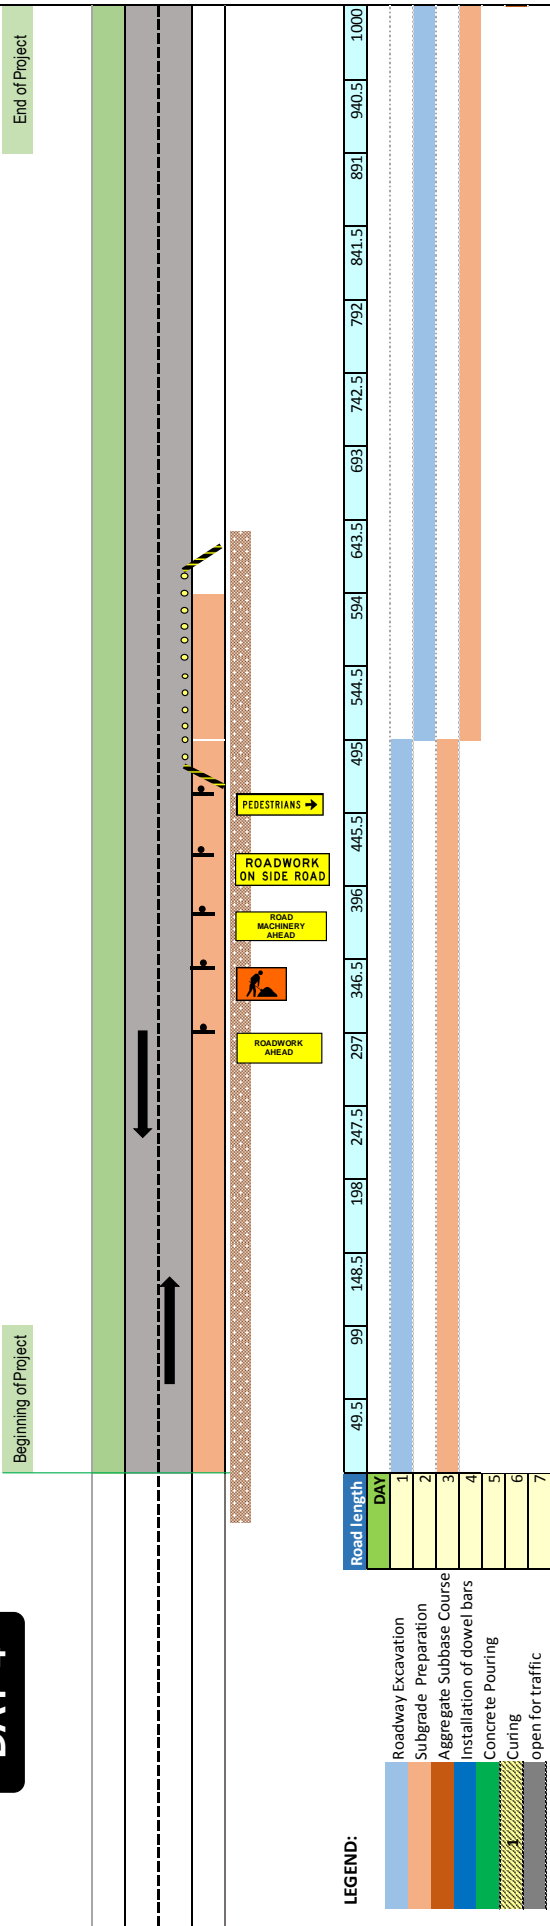 Beginning of Project
End of Project
ROADWORK
AHEAD
ROAD
MACHINERY
AHEAD
ROADWORK
ON SIDE ROAD
PEDESTRIANS →
LEGEND:
Roadway Excavation
Subgrade Preparation
Aggregate Subbase Course
Installation of dowel bars
Concrete Pouring
1 Curing
open for traffic
Road length 49.5 99 148.5 198 247.5 297 346.5 396 445.5 495 544.5 594 643.5 693 742.5 792 841.5 891 940.5 1000
DAY
1
2
3
4
5
6
7